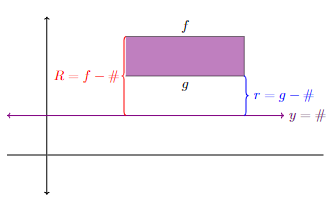 f
R = f − #
g
r = g − #
y = #